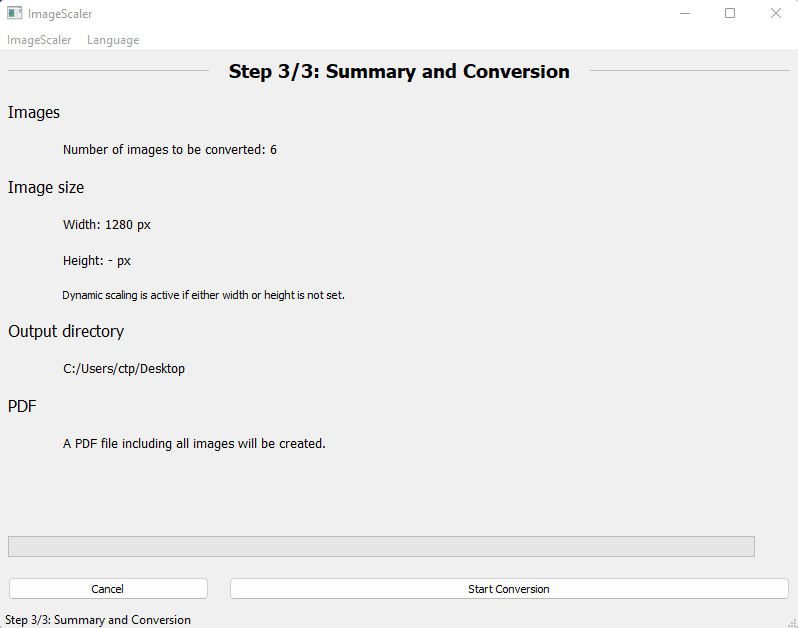 ImageScaler
ImageScaler Language
Step 3/3: Summary and Conversion
Images
Number of images to be converted: 6
Image size
Width: 1280 px
Height: - px
Dynamic scaling is active if either width or height is not set.
Output directory
C:/Users/ctp/Desktop
PDF
A PDF file including all images will be created.
Cancel Start Conversion
Step 3/3: Summary and Conversion